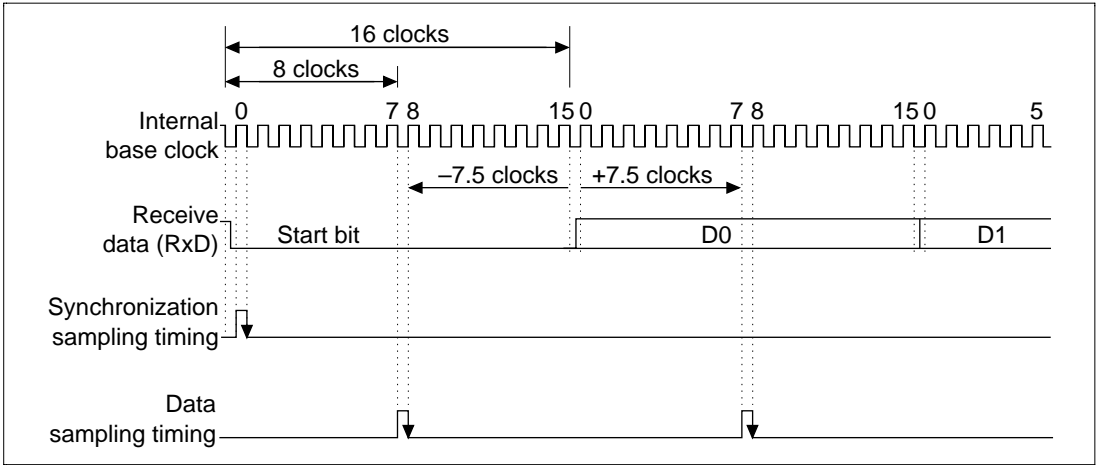 16 clocks
8 clocks
0 7 8 15 0 7 8 15 0 5
Internal
base clock
–7.5 clocks +7.5 clocks
Receive
data (RxD)
Start bit D0 D1
Synchronization
sampling timing
Data
sampling timing